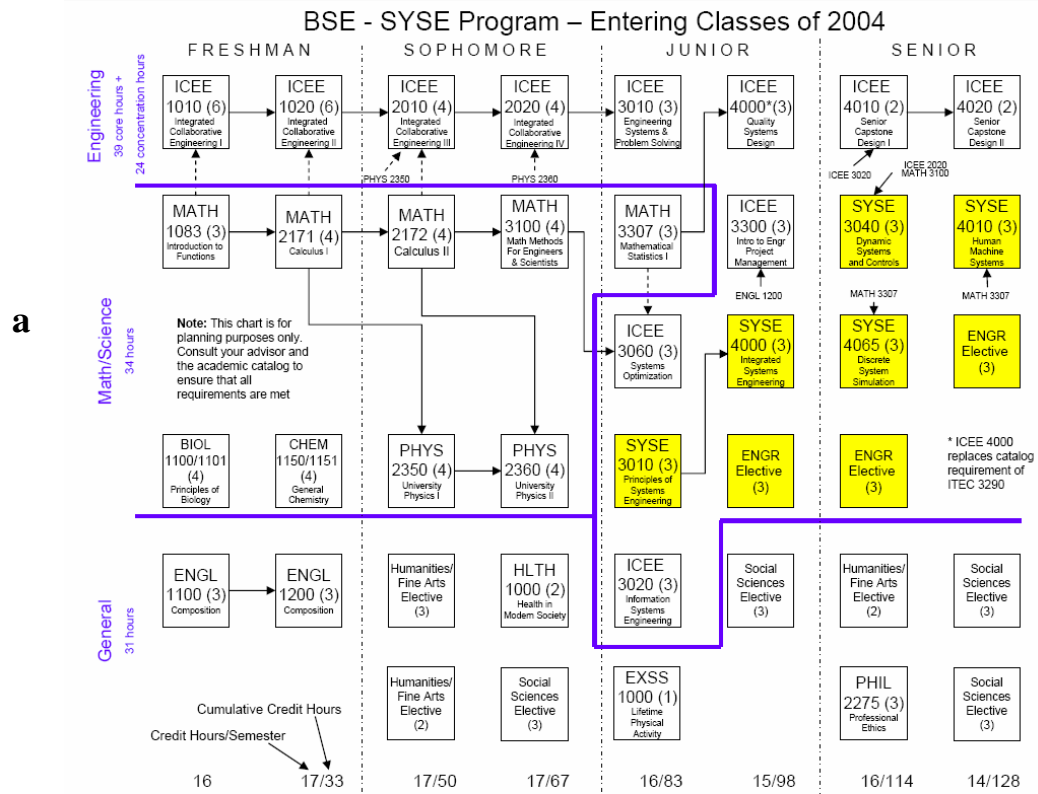 BSE - SYSE Program – Entering Classes of 2004
FRESHMAN
SOPHOMORE
JUNIOR
SENIOR
a
Engineering
39 core hours +
24 concentration hours
ICEE
1010 (6)
Integrated
Collaborative
Engineering I
ICEE
1020 (6)
Integrated
Collaborative
Engineering II
ICEE
2010 (4)
Integrated
Collaborative
Engineering III
ICEE
2020 (4)
Integrated
Collaborative
Engineering IV
ICEE
3010 (3)
Engineering
Systems &
Problem Solving
ICEE
4000*(3)
Quality
Systems
Design
ICEE
4010 (2)
Senior
Capstone
Design I
ICEE
4020 (2)
Senior
Capstone
Design II
PHYS 2350
PHYS 2360
ICEE 3020
ICEE 2020
MATH 3100
Math/Science
34 hours
MATH
1083 (3)
Introduction to
Functions
MATH
2171 (4)
Calculus I
MATH
2172 (4)
Calculus II
MATH
3100 (4)
Math Methods
For Engineers
& Scientists
MATH
3307 (3)
Mathematical
Statistics I
ICEE
3300 (3)
Intro to Engr
Project
Management
SYSE
3040 (3)
Dynamic
Systems
and Controls
SYSE
4010 (3)
Human
Machine
Systems
ENGL 1200
MATH 3307
MATH 3307
Note: This chart is for
planning purposes only.
Consult your advisor and
the academic catalog to
ensure that all
requirements are met
ICEE
3060 (3)
Systems
Optimization
SYSE
4000 (3)
Integrated
Systems
Engineering
SYSE
4065 (3)
Discrete
System
Simulation
ENGR
Elective
(3)
BIOL
1100/1101
(4)
Principles of
Biology
CHEM
1150/1151
(4)
General
Chemistry
PHYS
2350 (4)
University
Physics I
PHYS
2360 (4)
University
Physics II
SYSE
3010 (3)
Principles of
Systems
Engineering
ENGR
Elective
(3)
ENGR
Elective
(3)
* ICEE 4000
replaces catalog
requirement of
ITEC 3290
General
31 hours
ENGL
1100 (3)
Composition
ENGL
1200 (3)
Composition
Humanities/
Fine Arts
Elective
(3)
HLTH
1000 (2)
Health in
Modern Society
ICEE
3020 (3)
Information
Systems
Engineering
Social
Sciences
Elective
(3)
Humanities/
Fine Arts
Elective
(2)
Social
Sciences
Elective
(3)
Humanities/
Fine Arts
Elective
(2)
Social
Sciences
Elective
(3)
EXSS
1000 (1)
Lifetime
Physical
Activity
PHIL
2275 (3)
Professional
Ethics
Social
Sciences
Elective
(3)
Cumulative Credit Hours
Credit Hours/Semester
16
17/33
17/50
17/67
16/83
15/98
16/114
14/128